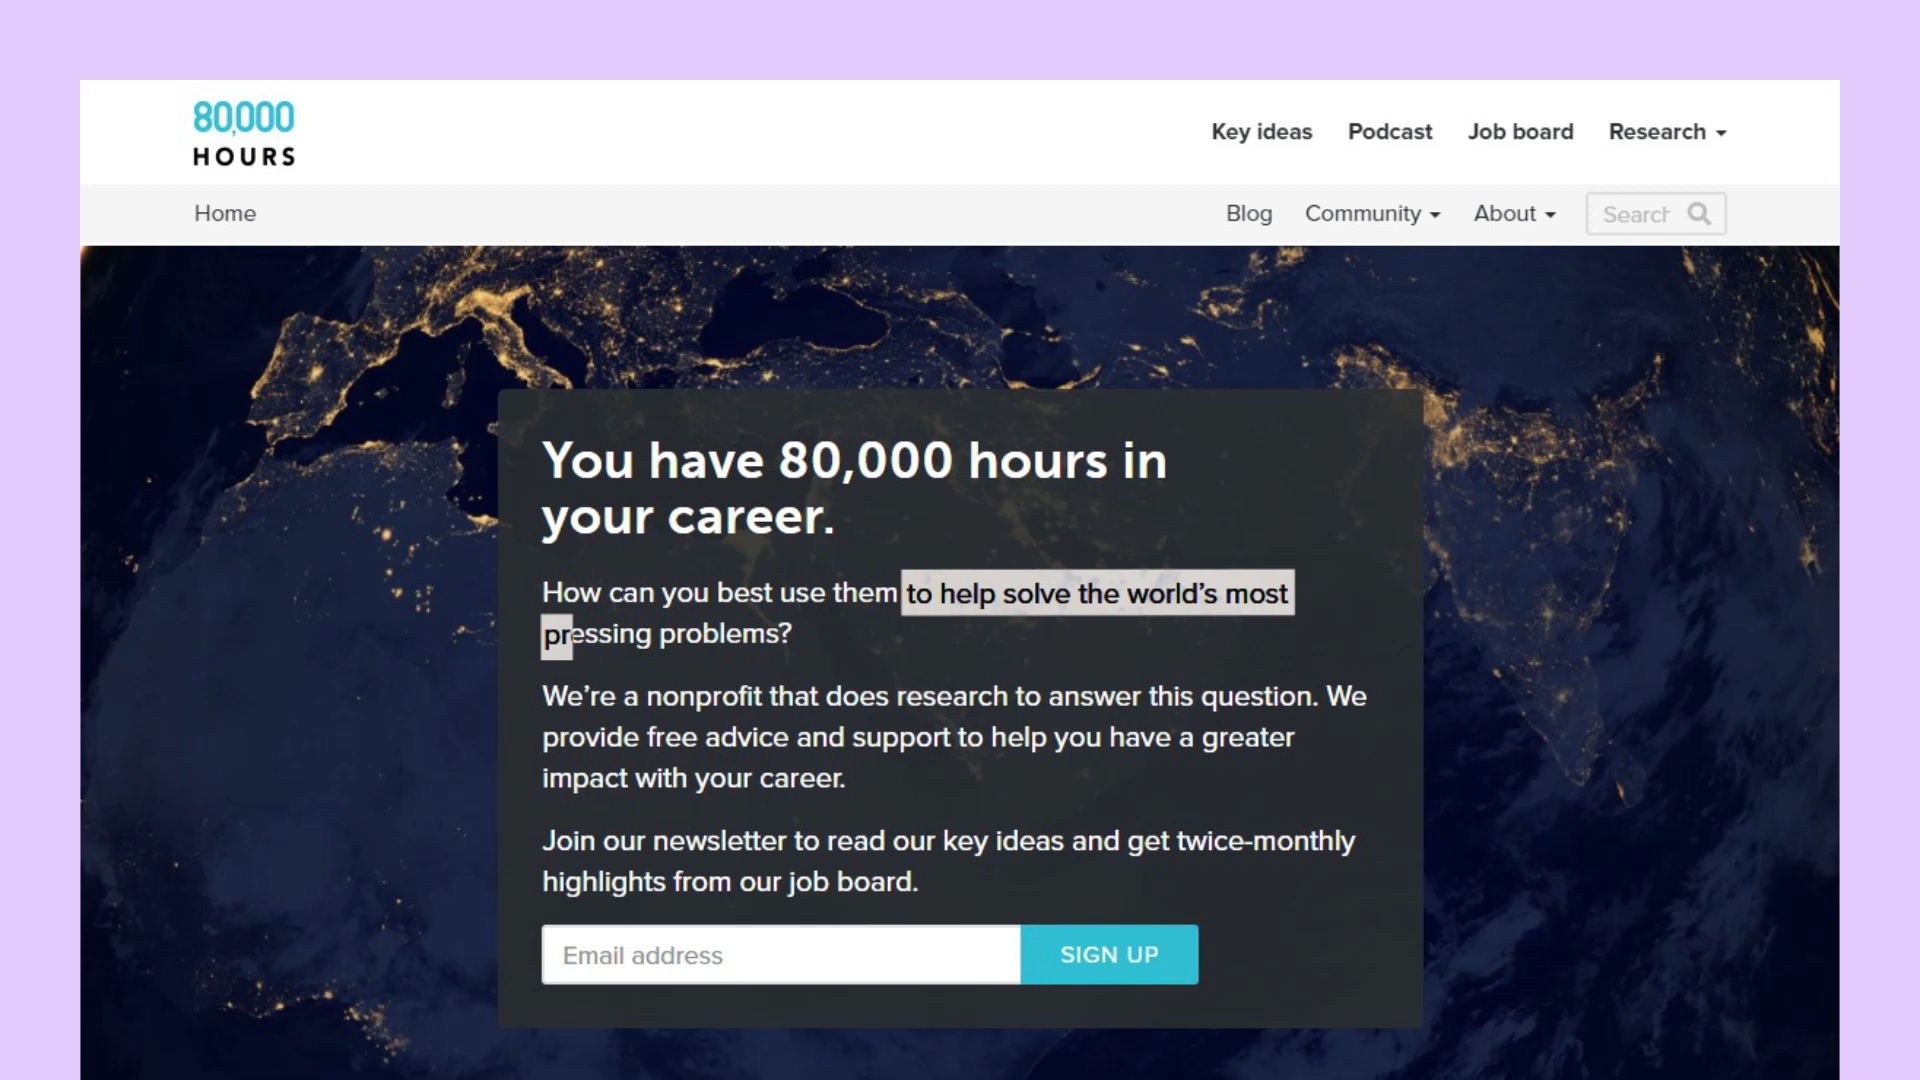 80,000
HOURS
Key ideas Podcast Job board Research
Home Blog Community About Search
You have 80,000 hours in
your career.
How can you best use them to help solve the world’s most
pressing problems?
We’re a nonprofit that does research to answer this question. We
provide free advice and support to help you have a greater
impact with your career.
Join our newsletter to read our key ideas and get twice-monthly
highlights from our job board.
Email address SIGN UP